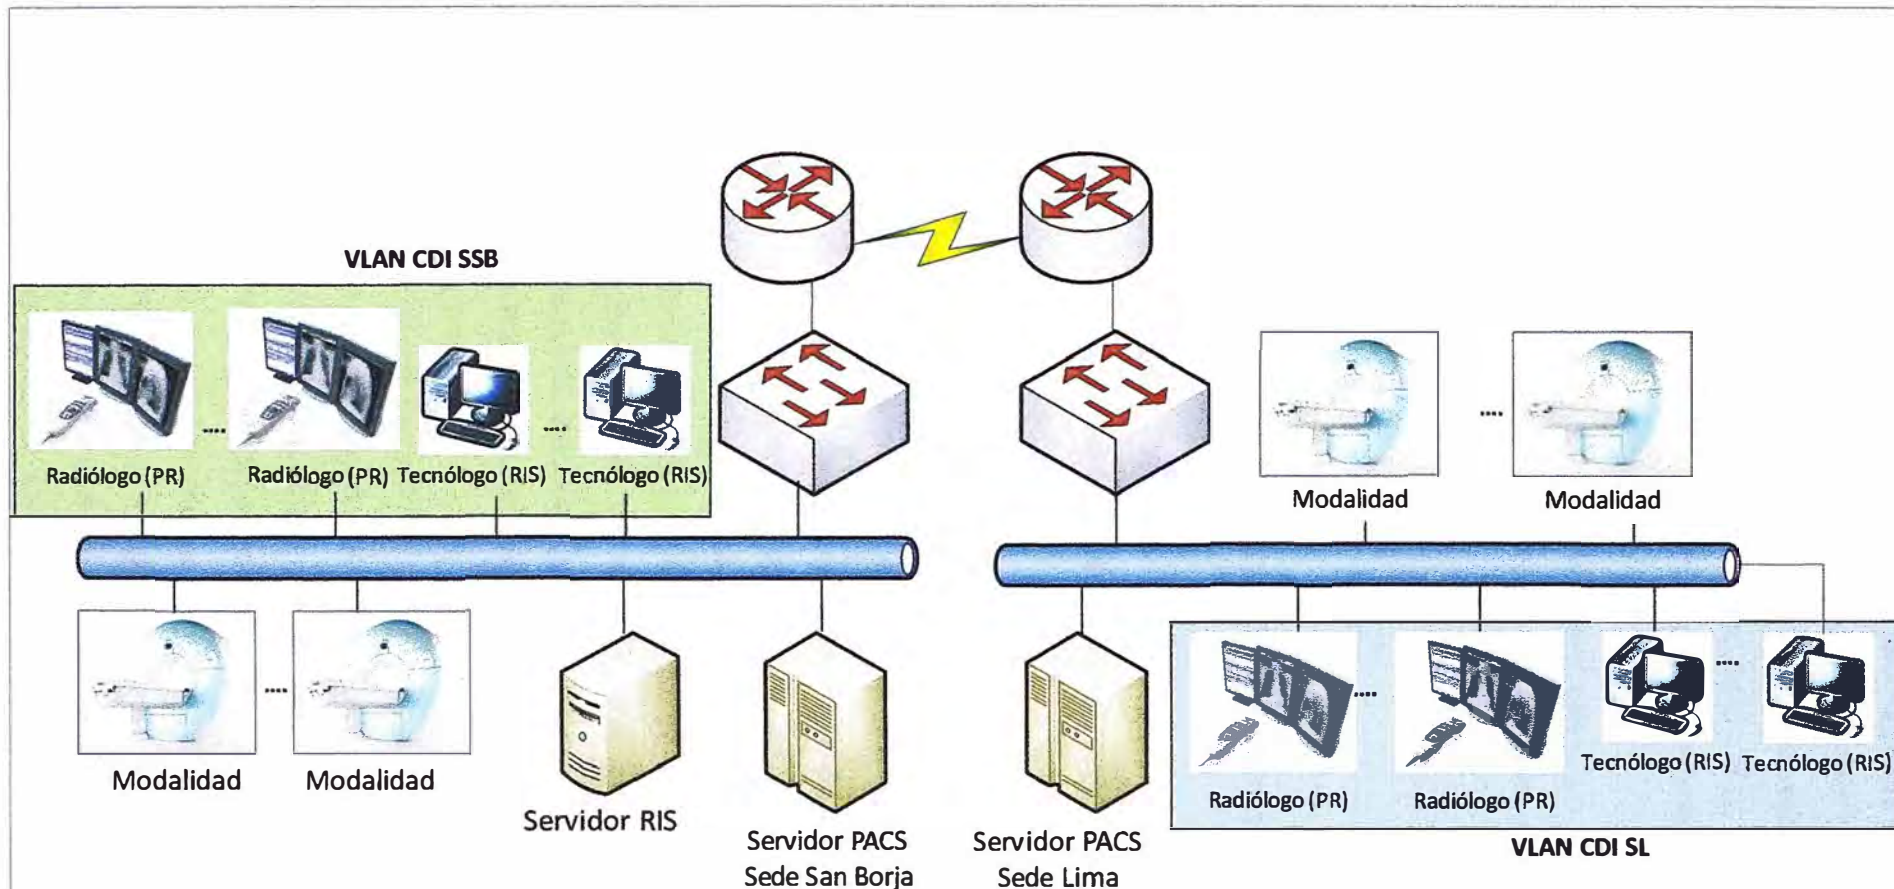 VLAN CDI SSB
Radiólogo (PR)
....
Radiólogo (PR)
Tecnólogo (RIS)
....
Tecnólogo (RIS)
Modalidad
....
Modalidad
Servidor RIS
Servidor PACS
Sede San Borja
Servidor PACS
Sede Lima
Modalidad
....
Modalidad
Radiólogo (PR)
....
Radiólogo (PR)
Tecnólogo (RIS)
....
Tecnólogo (RIS)
VLAN CDI SL